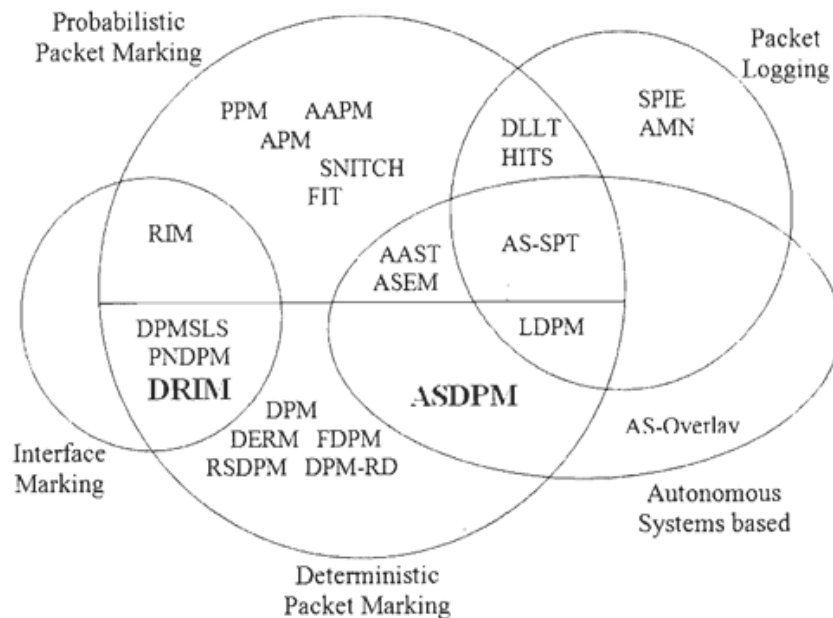 Probabilistic
Packet Marking
Packet
Logging
PPM AAPM
APM
SNITCH
FIT
DLLT
HITS
SPIE
AMN
RIM
AAST
ASEM
AS-SPT
LDPM
DPMSLS
PNDPM
DRIM
ASDPM
DPM
DERM FDPM
RSDPM DPM-RD
AS-Overlay
Interface
Marking
Autonomous
Systems based
Deterministic
Packet Marking